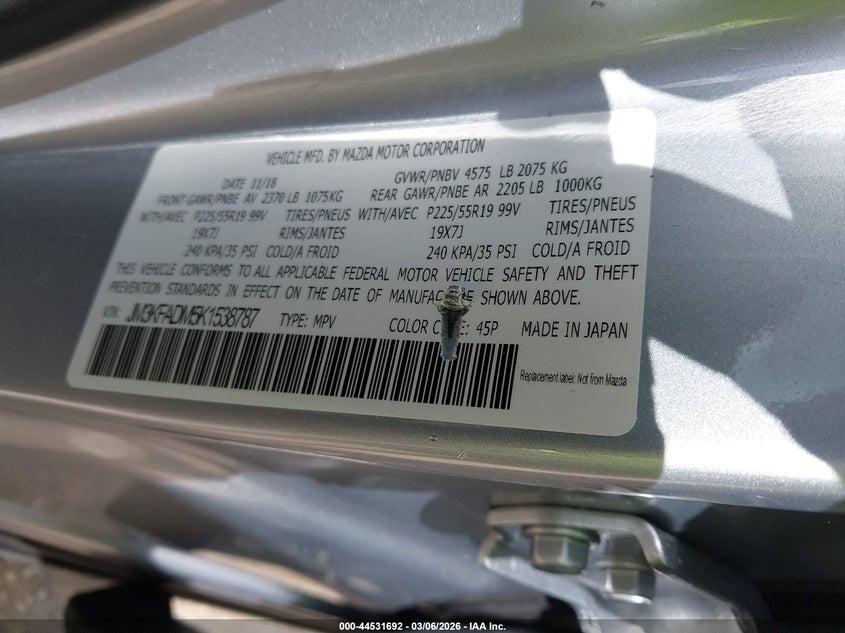 VEHICLE MFD. BY MAZDA MOTOR CORPORATION
DATE 11/18 GVWR/PNBV 4575 LB 2075 KG
FRONT GAWR/PNBE AV 2370 LB 1075KG REAR GAWR/PNBE AR 2205 LB 1000KG
WITH/AVEC P225/55R19 99V TIRES/PNEUS WITH/AVEC P225/55R19 99V TIRES/PNEUS
19X7J RIMS/JANTES 19X7J RIMS/JANTES
240 KPA/35 PSI COLD/A FROID 240 KPA/35 PSI COLD/A FROID
THIS VEHICLE CONFORMS TO ALL APPLICABLE FEDERAL MOTOR VEHICLE SAFETY AND THEFT
PREVENTION STANDARDS IN EFFECT ON THE DATE OF SHOWN ABOVE.
VIN: JM3KFADM5K1538787 TYPE: MPV COLOR 45P MADE IN JAPAN
Replacement label: Not from Mazda
000-44531692 - 03/06/2026 - IAA Inc.